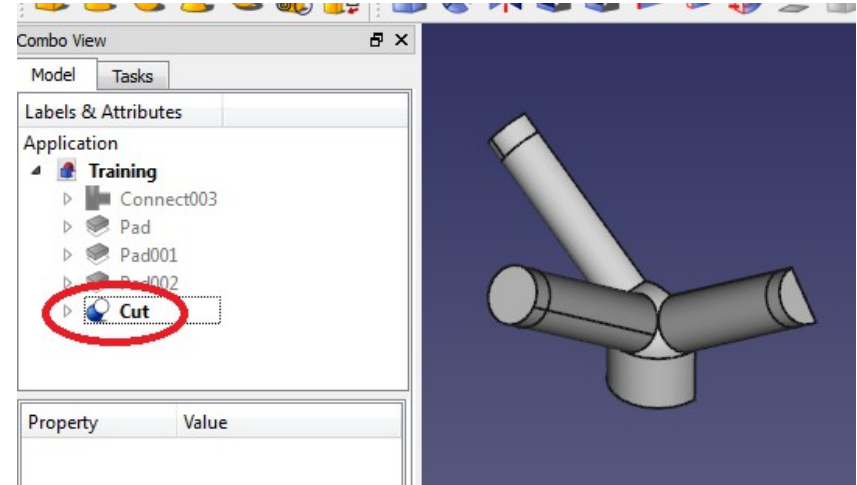 Combo View
Model Tasks
Labels & Attributes
Application
Training
Connect003
Pad
Pad001
Pad002
Cut
Property Value